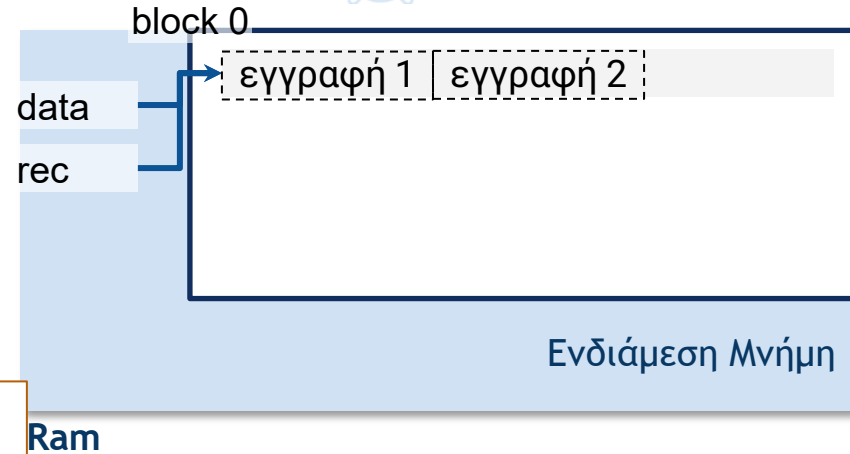 block 0
εγγραφή 1 εγγραφή 2
data
rec
Ενδιάμεση Μνήμη
Ram